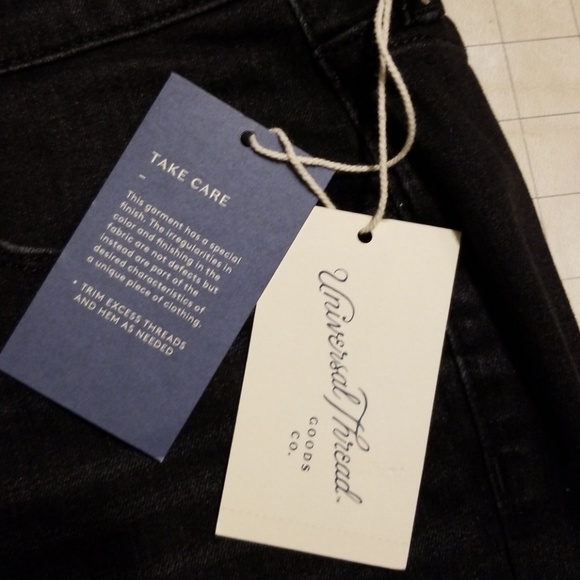 TAKE CARE
-
This garment has a special
finish. The irregularities in
color and finishing in the
fabric are not defects but
instead are part of the
desired characteristics of
a unique piece of clothing.
• TRIM EXCESS THREADS
AND HEM AS NEEDED
Universal Thread
GOODS
CO.